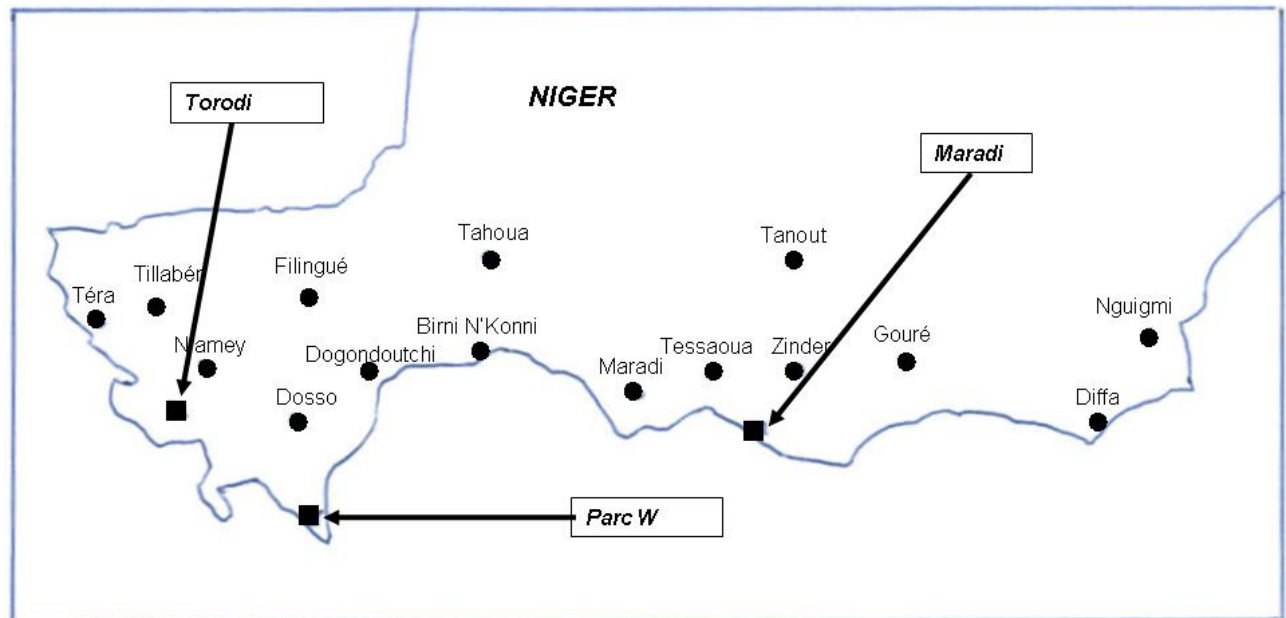 NIGER
Torodi
Maradi
Tahoua
Tanout
Filingué
Tillabéri
Téra
Nguigmi
Birni N'Konni
Gouré
Niamey
Dogondoutchi
Tessaoua
Zinder
Maradi
Dosso
Diffa
Parc W